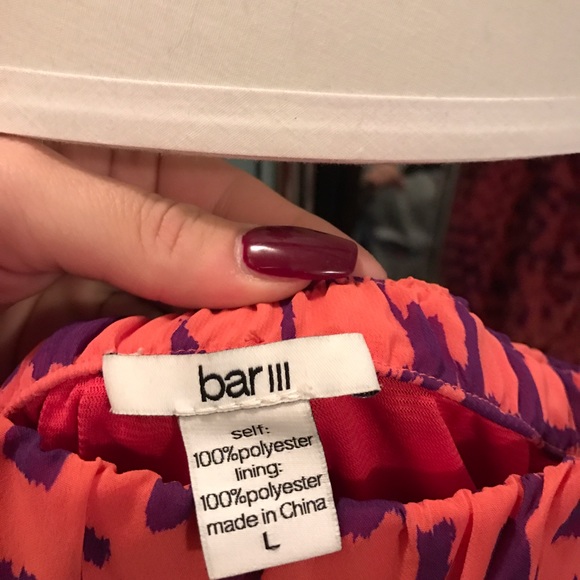 bar III
self:
100%polyester
lining:
100%polyester
made in China
L